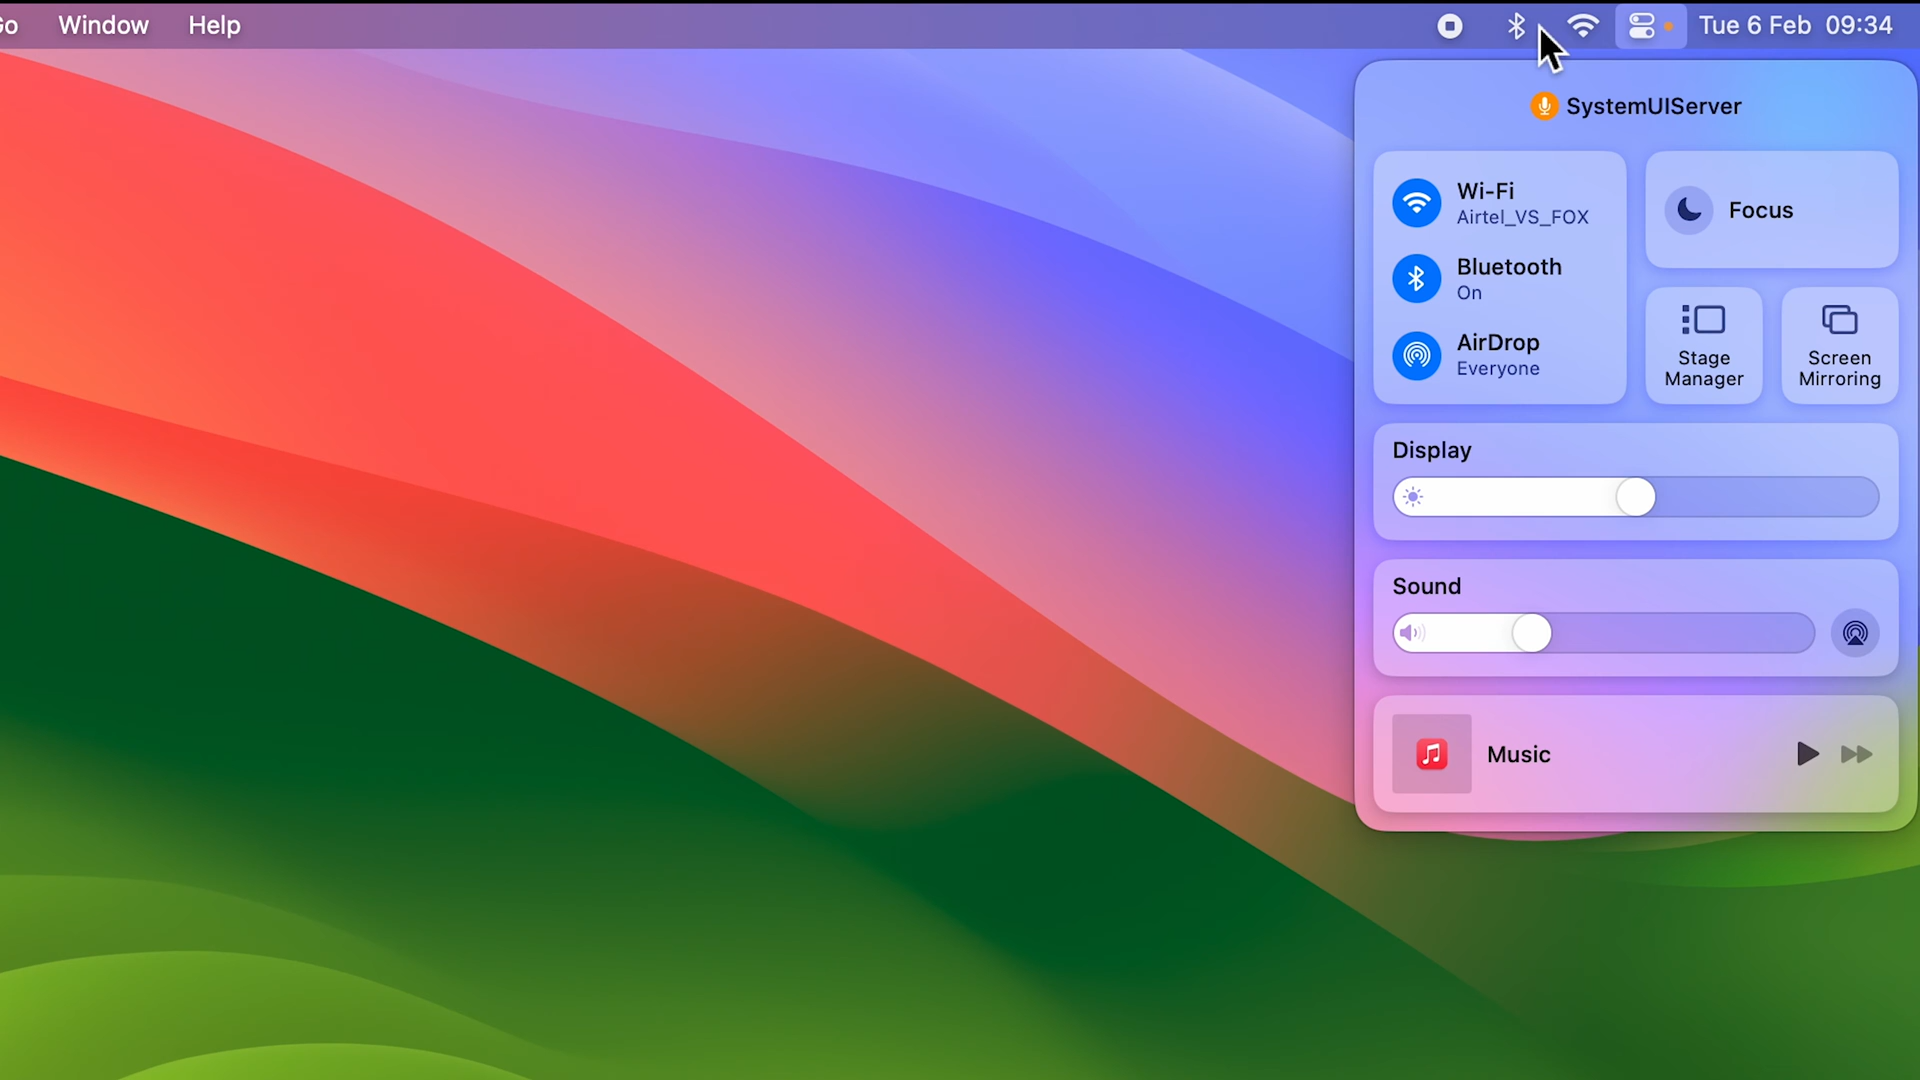 Window Help Tue 6 Feb 09:34
SystemUIServer
Wi-Fi
Airtel_VS_FOX
Bluetooth
On
AirDrop
Everyone
Focus
Stage
Manager
Screen
Mirroring
Display
Sound
Music